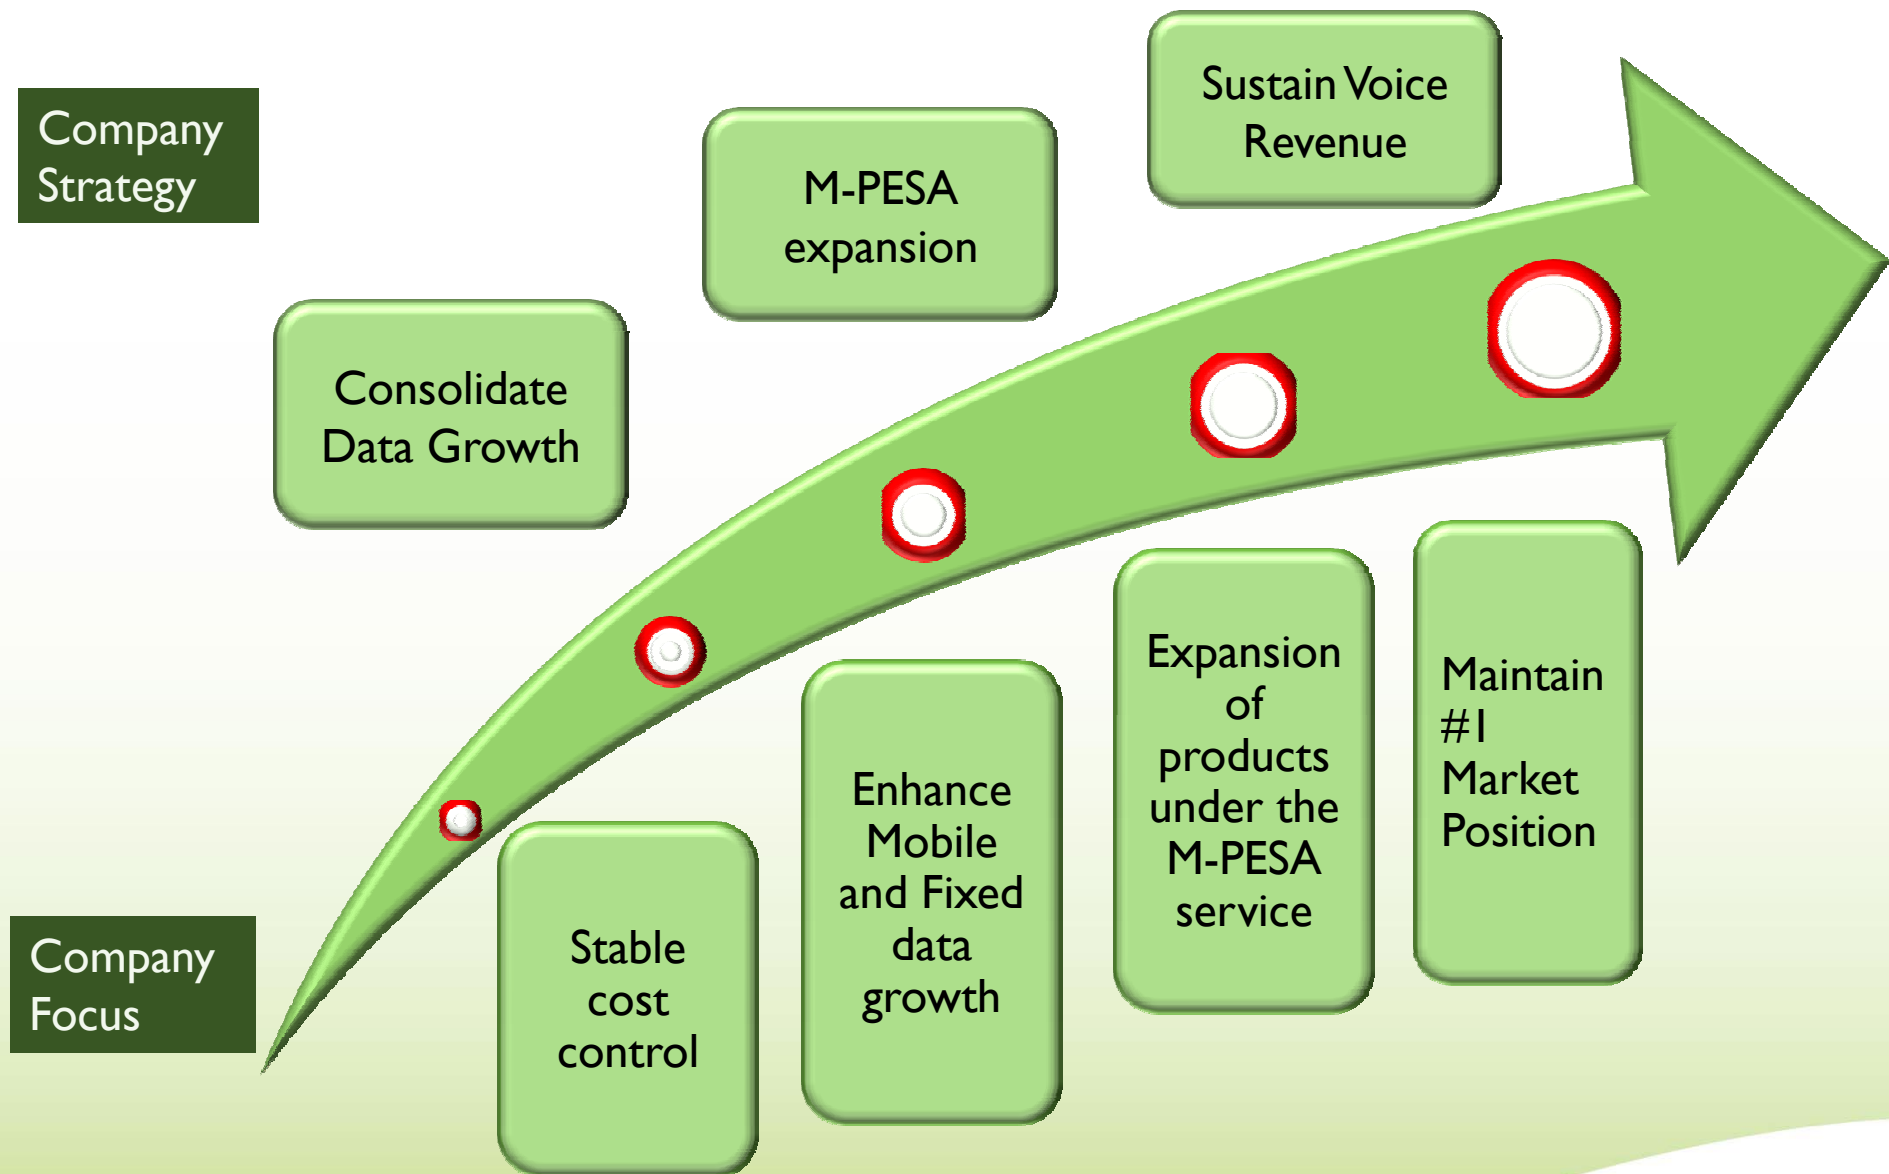 Company
Strategy
Sustain Voice
Revenue
M-PESA
expansion
Consolidate
Data Growth
Company
Focus
Stable
cost
control
Enhance
Mobile
and Fixed
data
growth
Expansion
of
products
under the
M-PESA
service
Maintain
#1
Market
Position